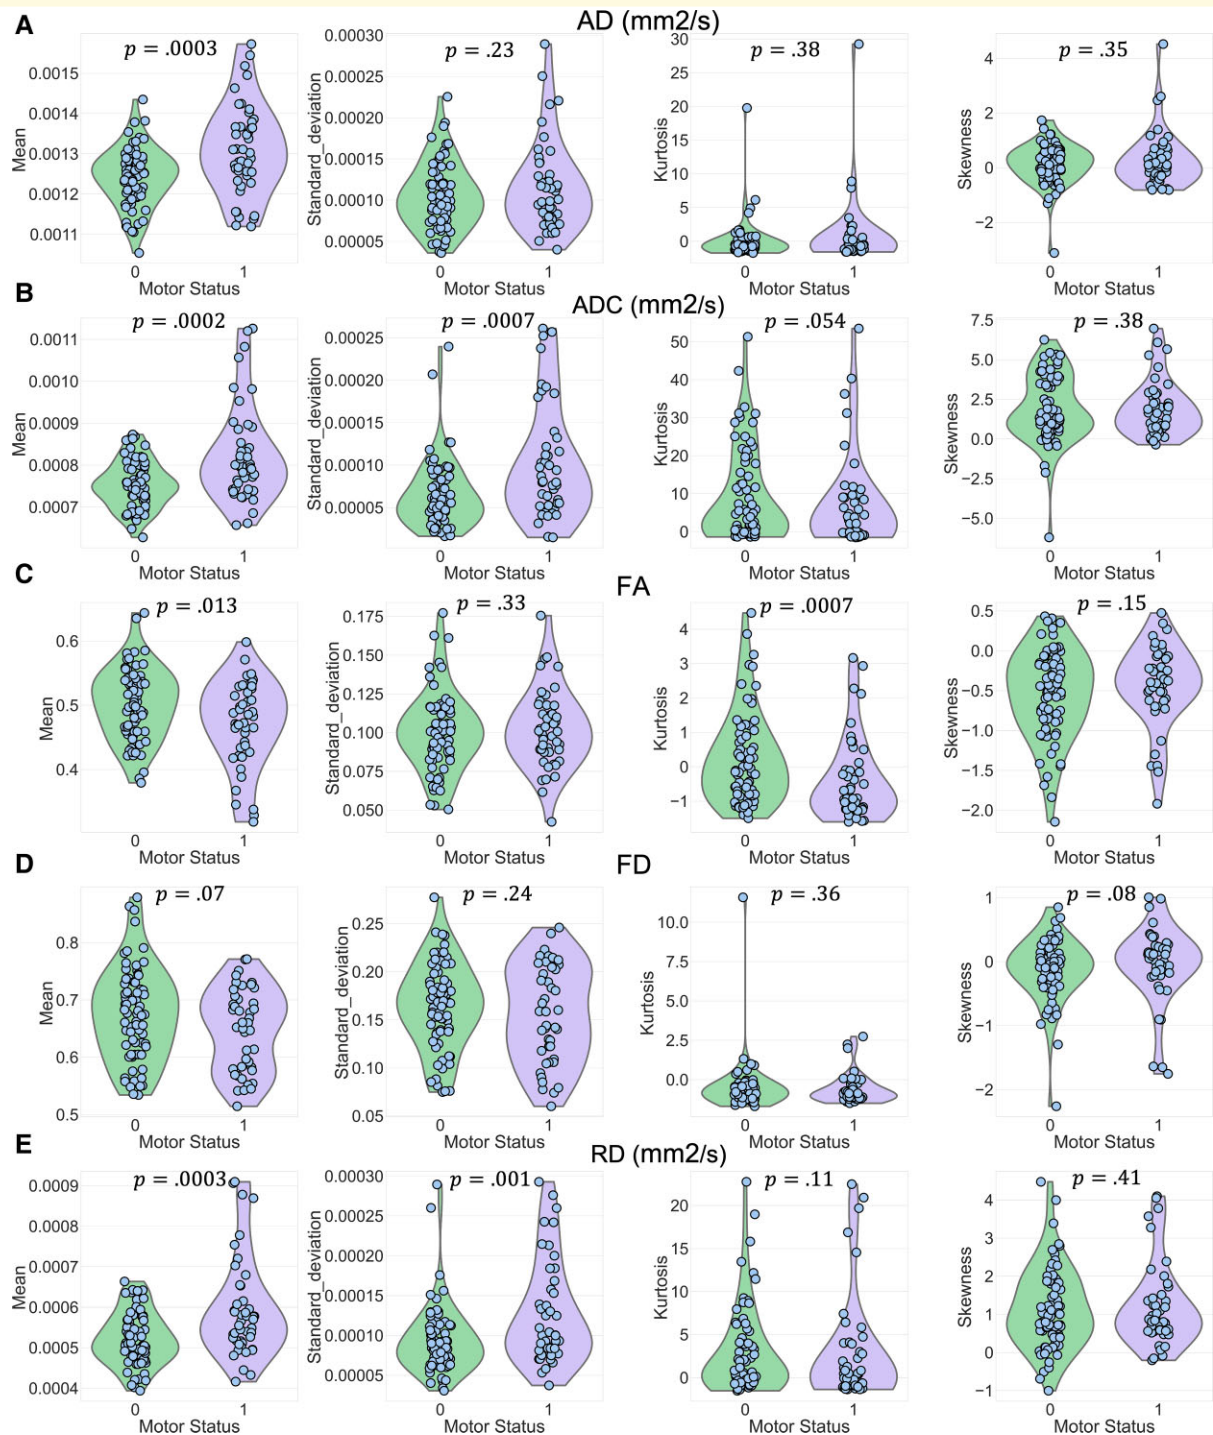 A
AD (mm2/s)
p = .0003
p = .23
p = .38
p = .35
Mean
0.0015
0.0014
0.0013
0.0012
0.0011
0
1
Motor Status
Standard_deviation
0.00030
0.00025
0.00020
0.00015
0.00010
0.00005
0
1
Motor Status
Kurtosis
30
25
20
15
10
5
0
0
1
Motor Status
Skewness
4
2
0
−2
0
1
Motor Status
B
ADC (mm2/s)
p = .0002
p = .0007
p = .054
p = .38
Mean
0.0011
0.0010
0.0009
0.0008
0.0007
0
1
Motor Status
Standard_deviation
0.00025
0.00020
0.00015
0.00010
0.00005
0
1
Motor Status
Kurtosis
50
40
30
20
10
0
0
1
Motor Status
Skewness
7.5
5.0
2.5
0.0
−2.5
−5.0
0
1
Motor Status
C
FA
p = .013
p = .33
p = .0007
p = .15
Mean
0.6
0.5
0.4
0
1
Motor Status
Standard_deviation
0.175
0.150
0.125
0.100
0.075
0.050
0
1
Motor Status
Kurtosis
4
3
2
1
0
−1
0
1
Motor Status
Skewness
0.5
0.0
−0.5
−1.0
−1.5
−2.0
0
1
Motor Status
D
FD
p = .07
p = .24
p = .36
p = .08
Mean
0.8
0.7
0.6
0.5
0
1
Motor Status
Standard_deviation
0.25
0.20
0.15
0.10
0.05
0
1
Motor Status
Kurtosis
10.0
7.5
5.0
2.5
0.0
0
1
Motor Status
Skewness
1
0
−1
−2
0
1
Motor Status
E
RD (mm2/s)
p = .0003
p = .001
p = .11
p = .41
Mean
0.0009
0.0008
0.0007
0.0006
0.0005
0.0004
0
1
Motor Status
Standard_deviation
0.00030
0.00025
0.00020
0.00015
0.00010
0.00005
0
1
Motor Status
Kurtosis
20
15
10
5
0
0
1
Motor Status
Skewness
4
3
2
1
0
−1
0
1
Motor Status